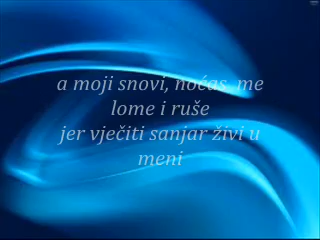 a moji snovi, noćas me
lome i ruše
jer vječiti sanjar živi u
meni